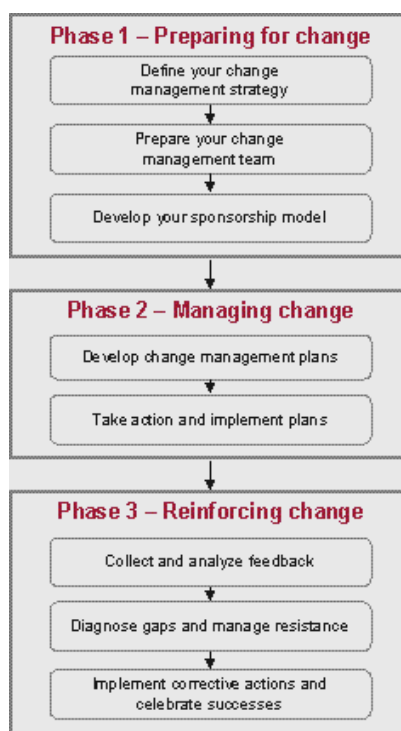 Phase 1 – Preparing for change
Define your change
management strategy
Prepare your change
management team
Develop your sponsorship model
Phase 2 – Managing change
Develop change management plans
Take action and implement plans
Phase 3 – Reinforcing change
Collect and analyze feedback
Diagnose gaps and manage resistance
Implement corrective actions and
celebrate successes